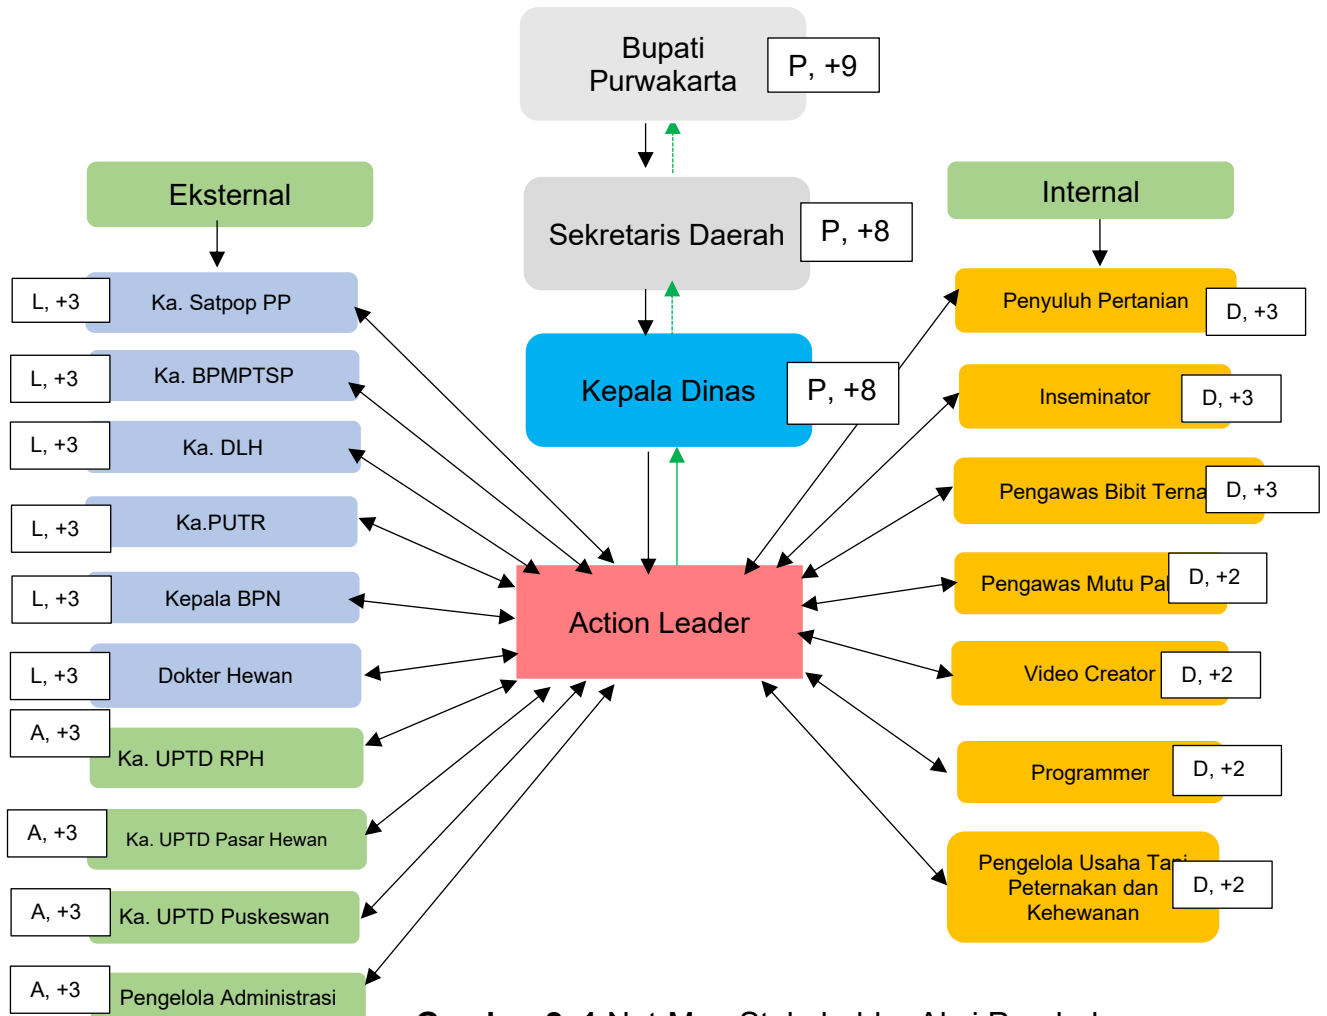 Bupati
Purwakarta
P, +9
Sekretaris Daerah
P, +8
Kepala Dinas
P, +8
Eksternal
L, +3
Ka. Satpop PP
L, +3
Ka. BPMPTSP
L, +3
Ka. DLH
L, +3
Ka.PUTR
L, +3
Kepala BPN
L, +3
Dokter Hewan
A, +3
Ka. UPTD RPH
A, +3
Ka. UPTD Pasar Hewan
A, +3
Ka. UPTD Puskeswan
A, +3
Pengelola Administrasi
Action Leader
Internal
Penyuluh Pertanian
D, +3
Inseminator
D, +3
Pengawas Bibit Terna
D, +3
Pengawas Mutu
D, +2
Video Creator
D, +2
Programmer
D, +2
Pengelola Usaha Tani
Peternakan dan
Kehewanan
D, +2